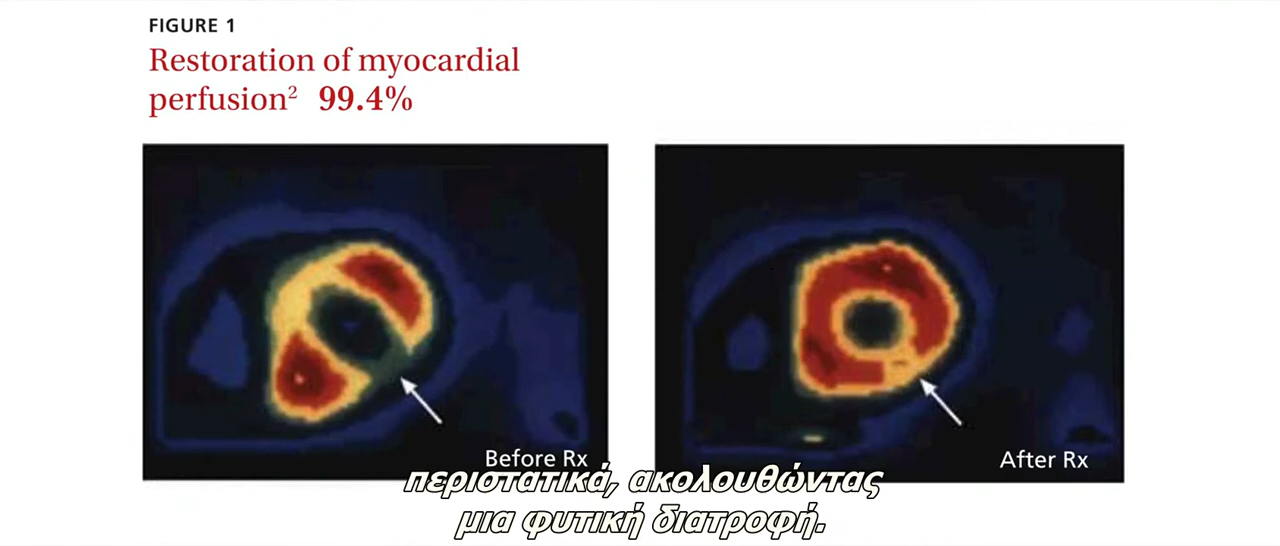 FIGURE 1
Restoration of myocardial
perfusion² 99.4%
Before Rx
After Rx
περιστατικά, ακολουθώντας
μια φυτική διατροφή.